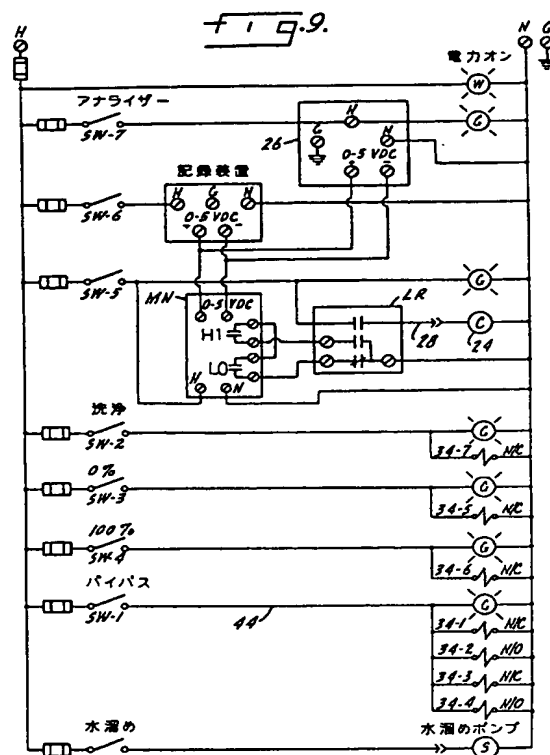 Fig.9.
H
N G
電力オン
W
アナライザー
SW-7
H
G
26
G
N
0-5 VDC
+ -
記録装置
SW-6
H G H
0-5 VDC
+ -
SW-5
G
MN
0-5 VDC
LR
HI
28
C
24
LO
H N
洗浄
SW-2
G
34-7 N/C
0%
SW-3
G
34-5 N/C
100%
SW-4
G
34-6 N/C
バイパス
SW-1
44
G
34-1 N/C
34-2 N/O
34-3 N/C
34-4 N/O
水溜め
水溜めポンプ
S